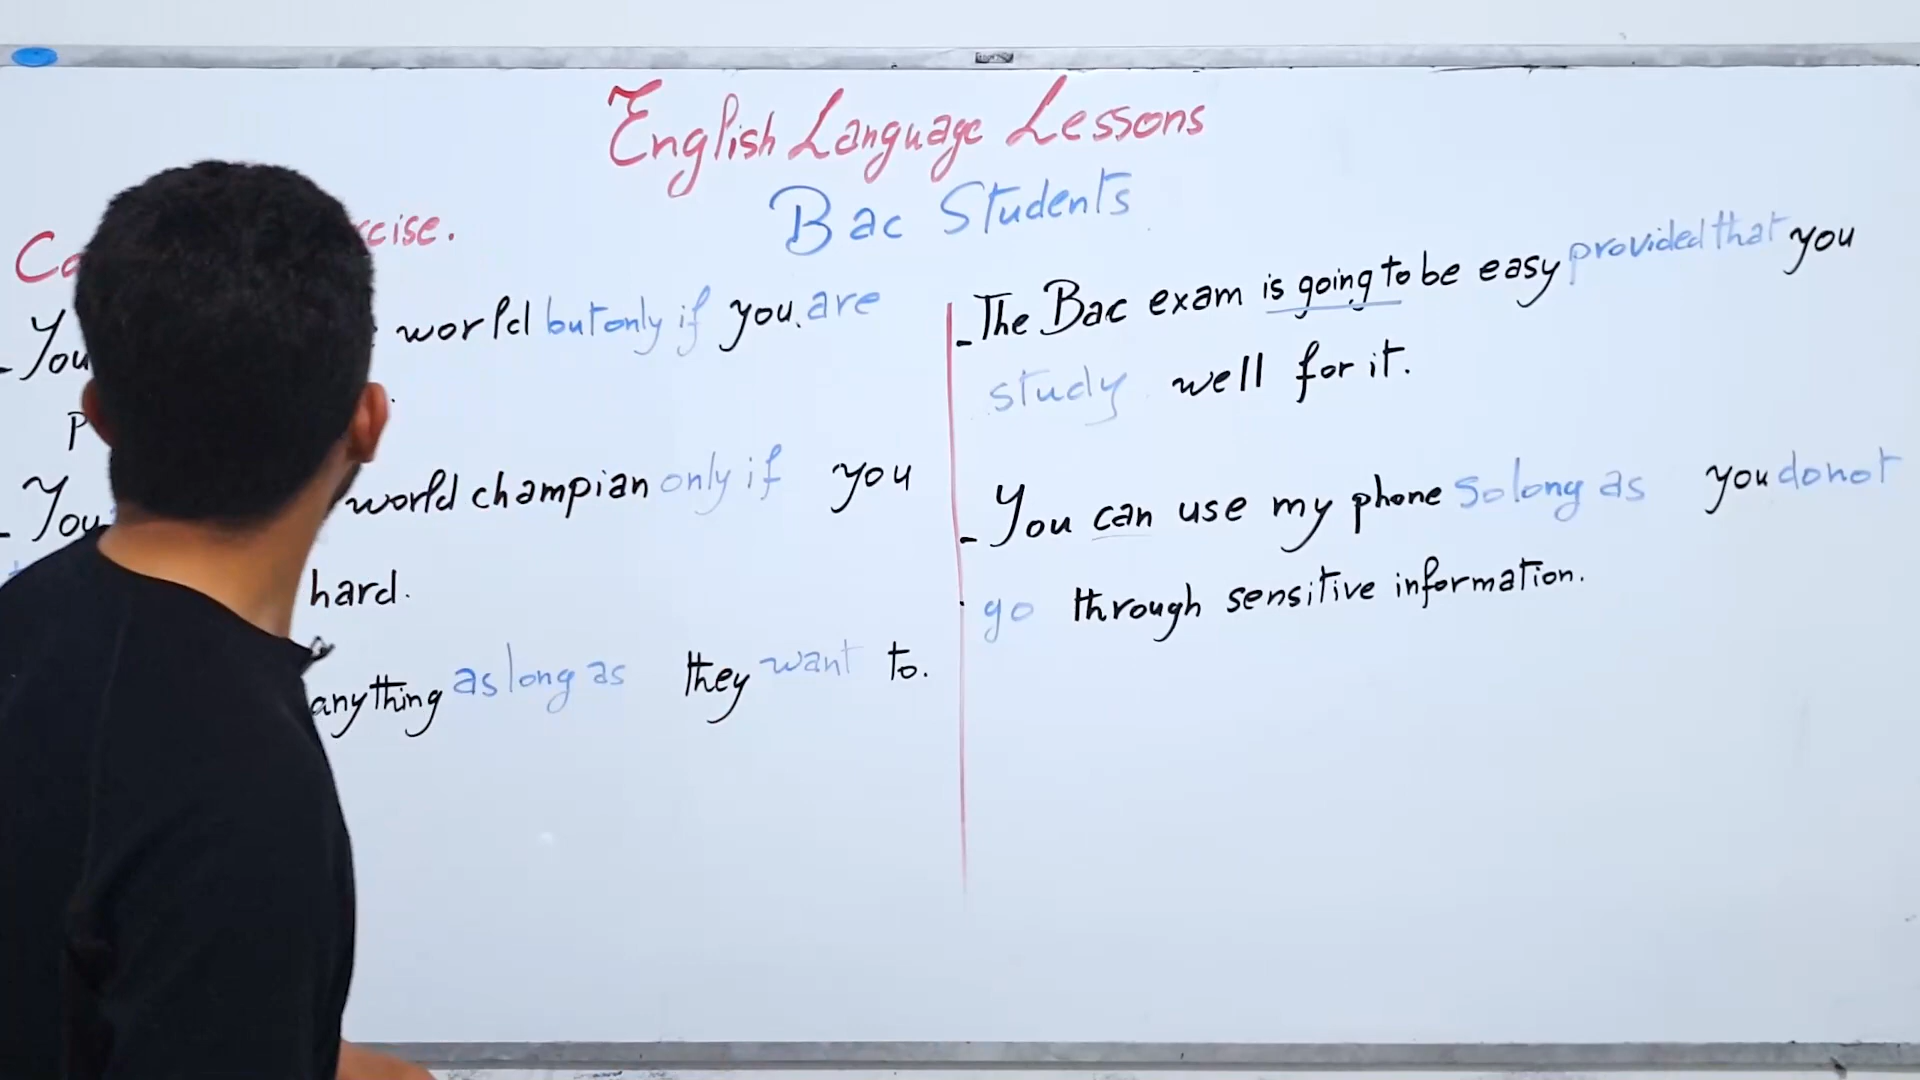 English Language Lessons
Bac Students
cise.
You world but only if you are
P
You world champian only if you
hard.
anything as long as they want to.
- The Bac exam is going to be easy provided that you
study well for it.
- You can use my phone so long as you do not
go through sensitive information.